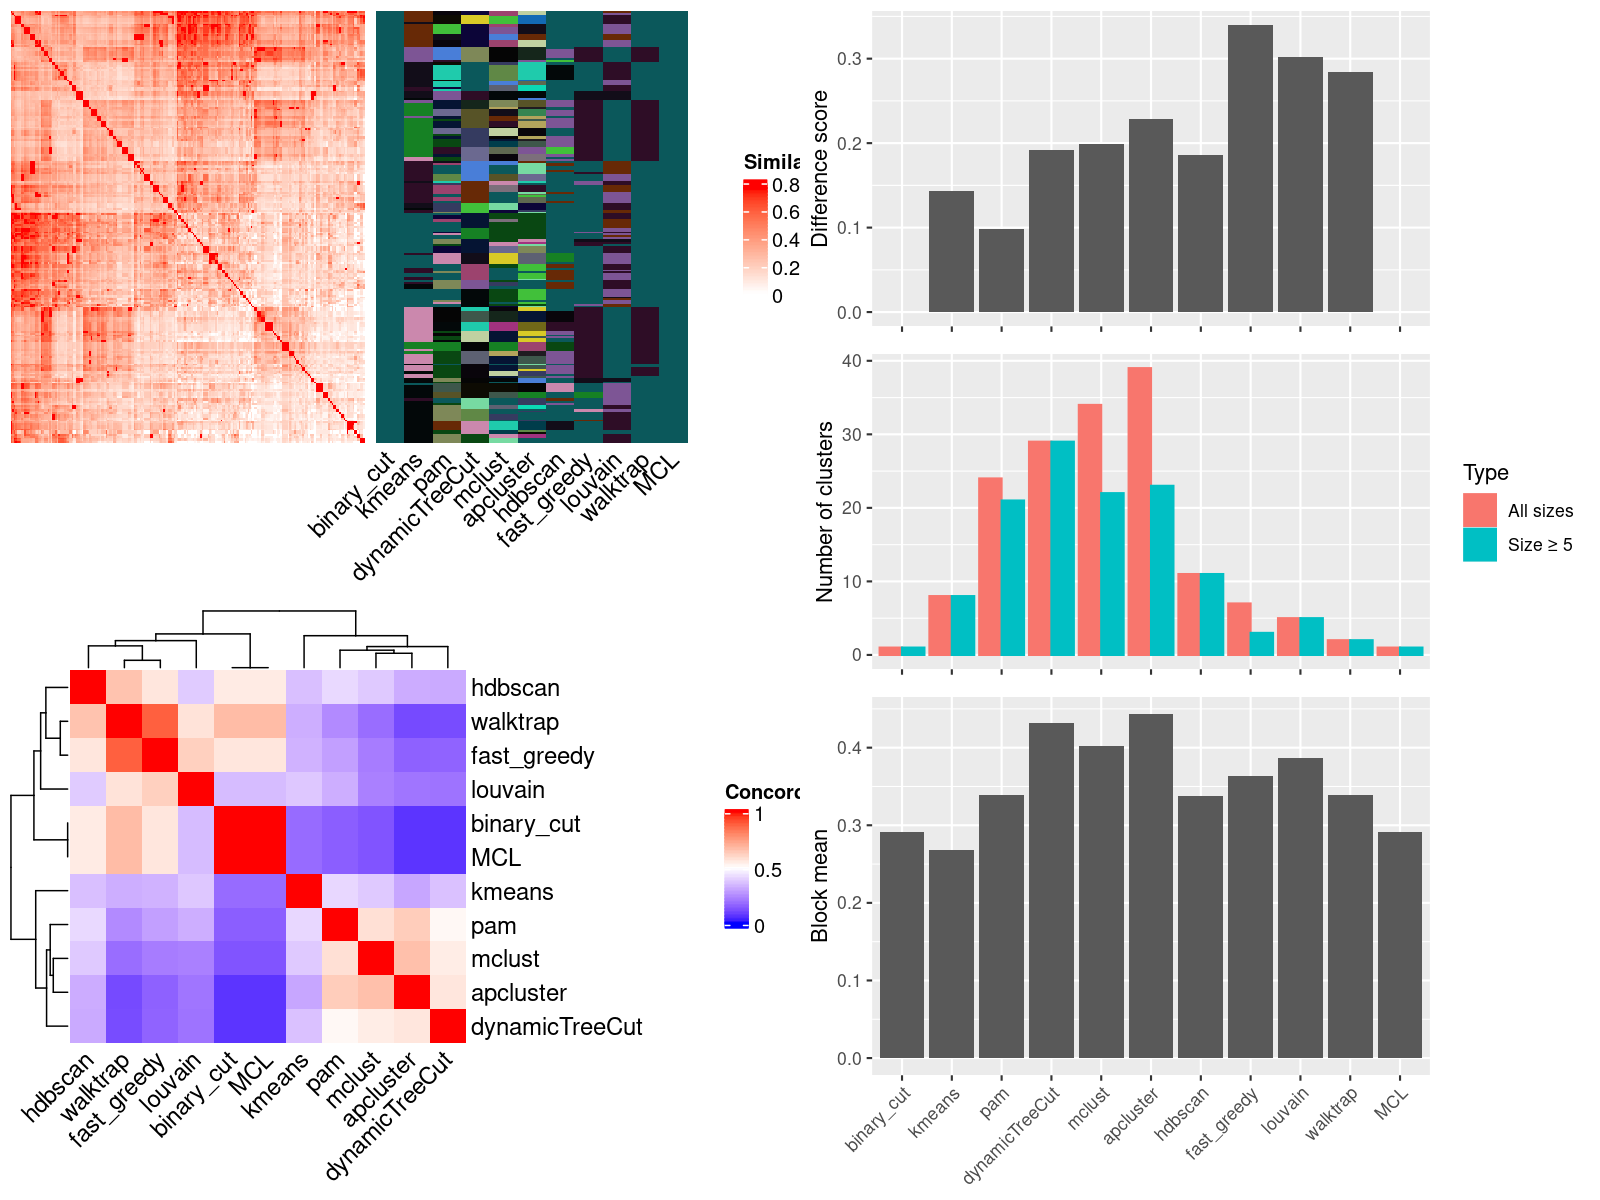 Simila
0.8
0.6
0.4
0.2
0
binary_cut
kmeans
pam
dynamicTreeCut
mclust
apcluster
hdbscan
fast_greedy
louvain
walktrap
MCL
hdbscan
walktrap
fast_greedy
louvain
binary_cut
MCL
kmeans
pam
mclust
apcluster
dynamicTreeCut
hdbscan
walktrap
fast_greedy
louvain
binary_cut
MCL
kmeans
pam
mclust
apcluster
dynamicTreeCut
Concord
1
0.5
0
Difference score
0.3
0.2
0.1
0.0
Number of clusters
40
30
20
10
0
Type
All sizes
Size ≥ 5
Block mean
0.4
0.3
0.2
0.1
0.0
binary_cut
kmeans
pam
dynamicTreeCut
mclust
apcluster
hdbscan
fast_greedy
louvain
walktrap
MCL